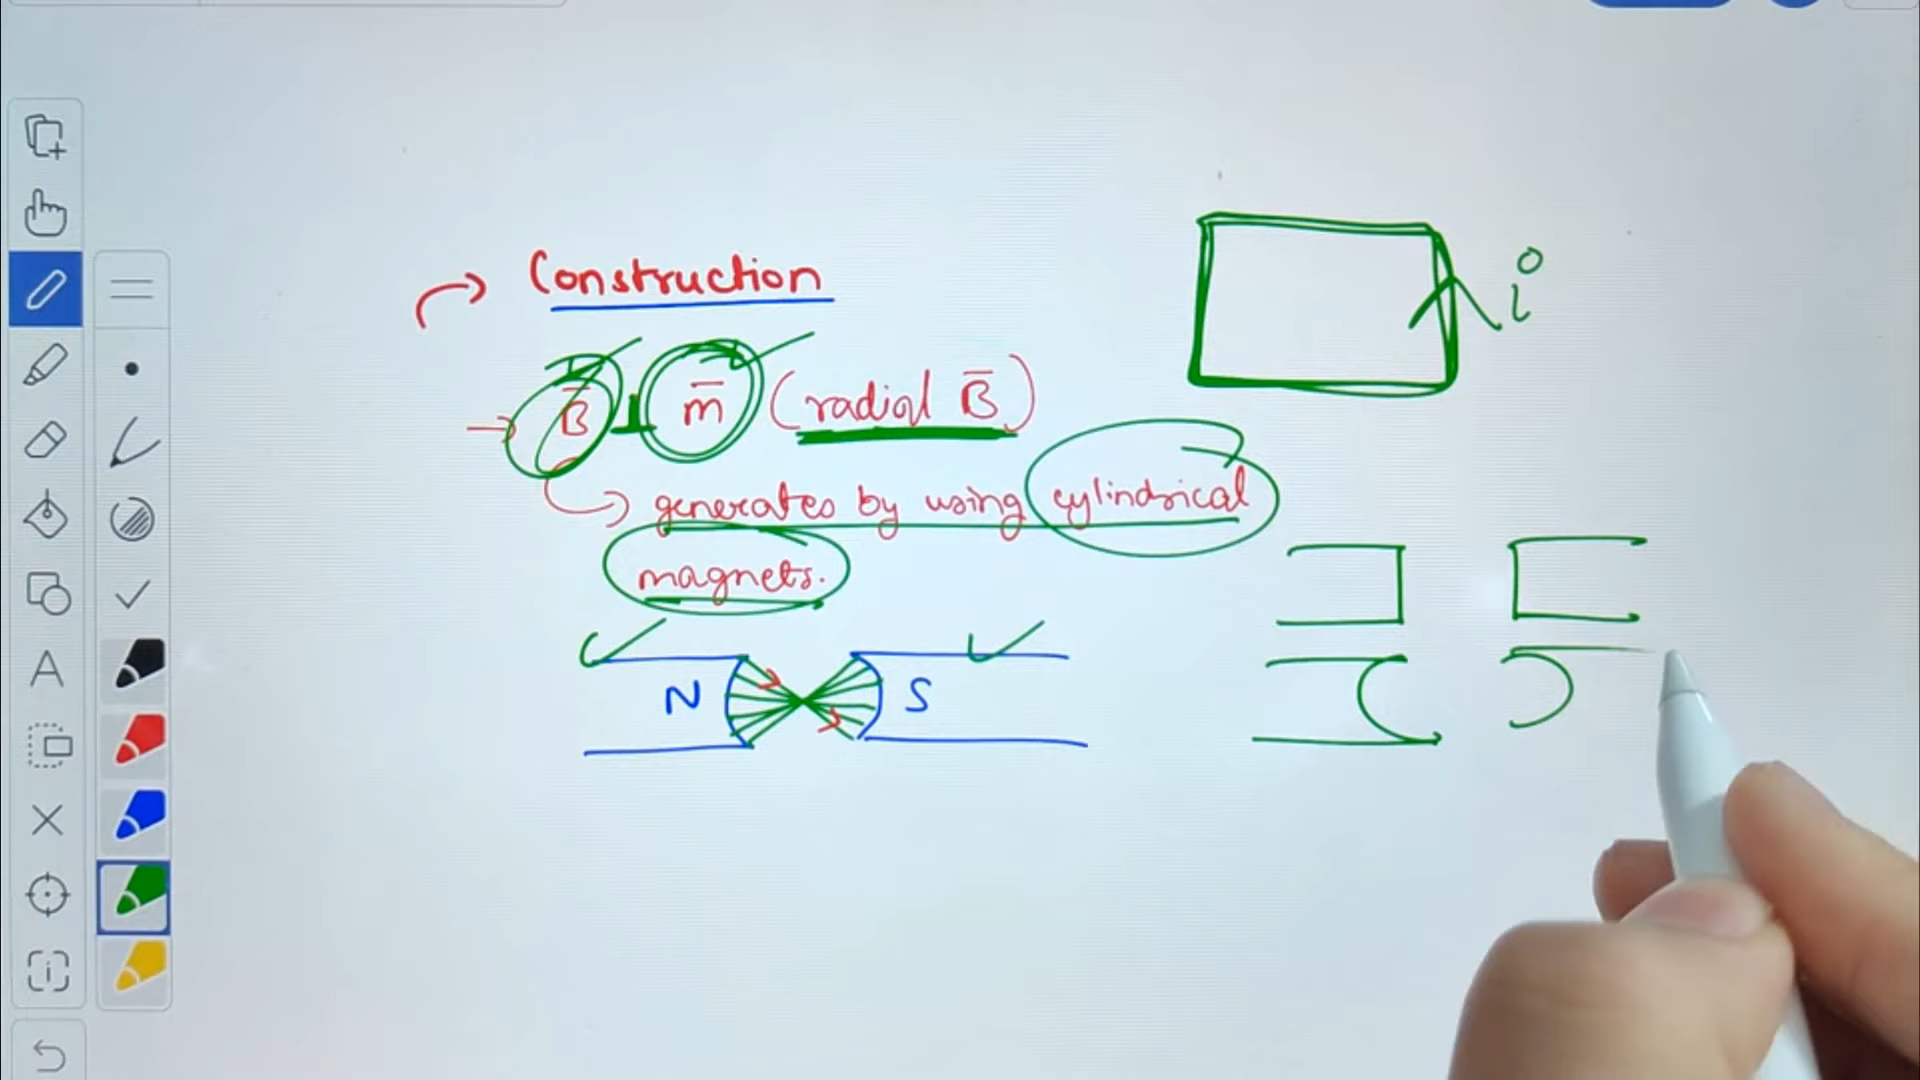 Construction
i
→ B̅ ⊥ m̅ (radial B̅)
→ generates by using cylindrical
magnets.
N S